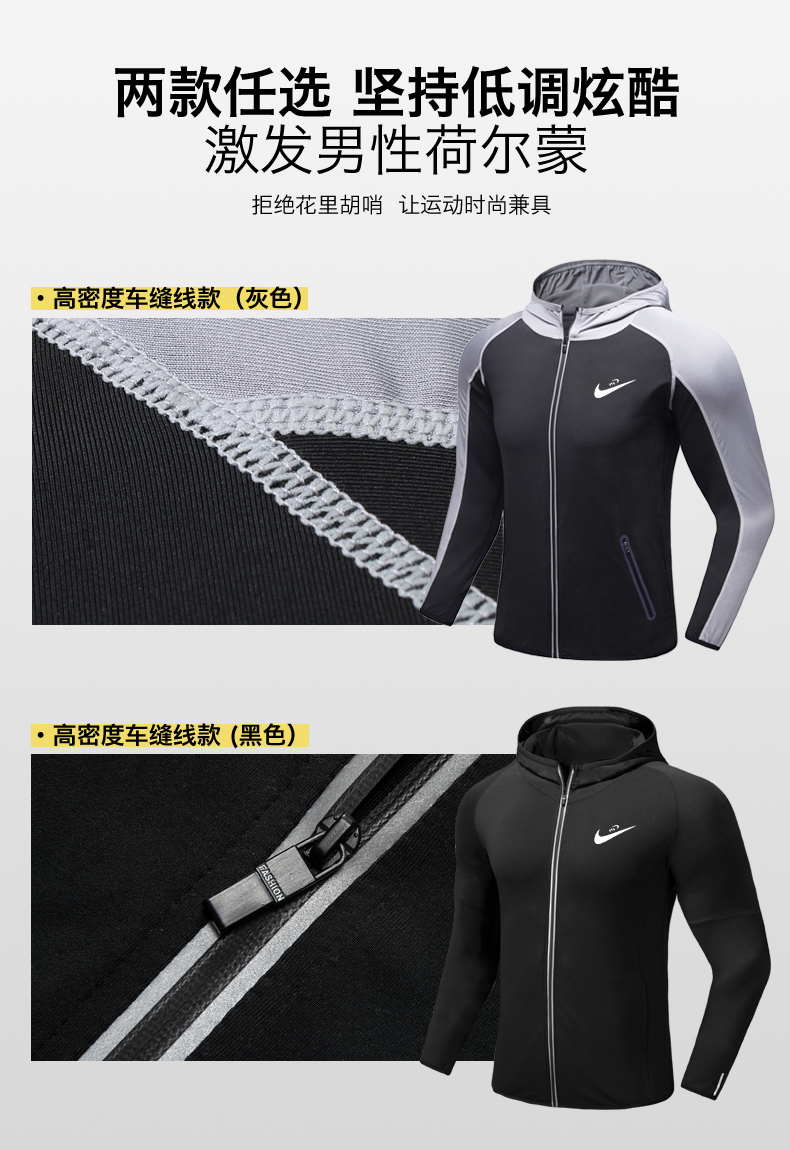 两款任选 坚持低调炫酷
激发男性荷尔蒙
拒绝花里胡哨 让运动时尚兼具
·高密度车缝线款（灰色）
·高密度车缝线款 (黑色）
FASHION